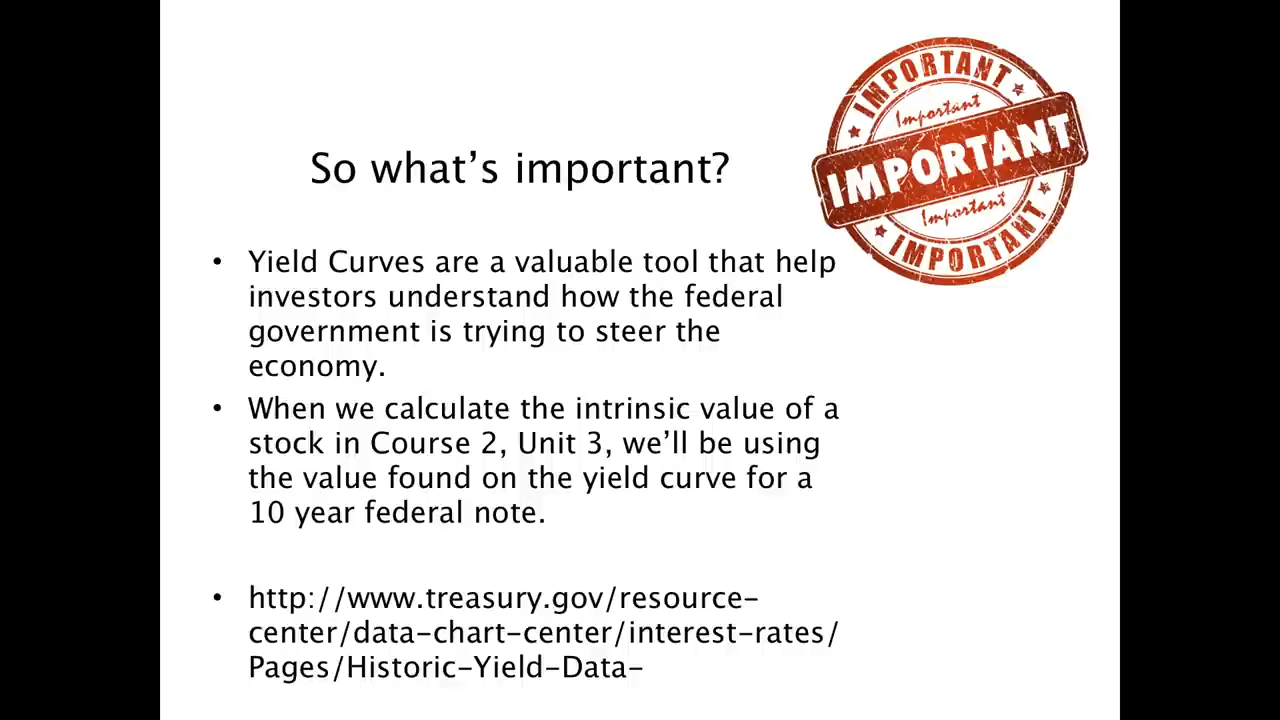 IMPORTANT
Important
IMPORTANT
Important
IMPORTANT
So what’s important?
• Yield Curves are a valuable tool that help
investors understand how the federal
government is trying to steer the
economy.
• When we calculate the intrinsic value of a
stock in Course 2, Unit 3, we’ll be using
the value found on the yield curve for a
10 year federal note.
• http://www.treasury.gov/resource-
center/data-chart-center/interest-rates/
Pages/Historic-Yield-Data-